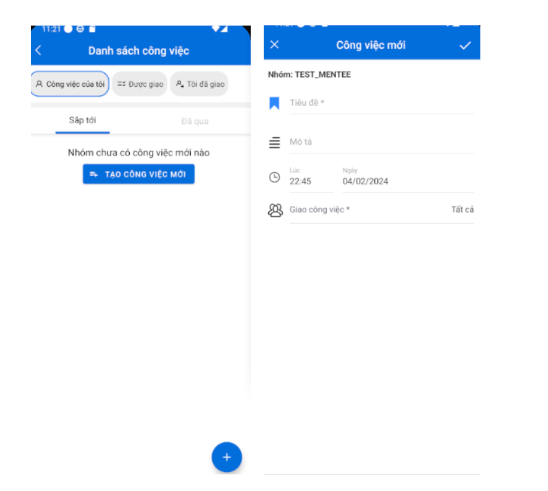 11:21
Danh sách công việc
Công việc của tôi
Được giao
Tôi đã giao
Sắp tới
Đã qua
Nhóm chưa có công việc mới nào
TẠO CÔNG VIỆC MỚI
Công việc mới
Nhóm: TEST_MENTEE
Tiêu đề *
Mô tả
Lúc
Ngày
22:45
04/02/2024
Giao công việc *
Tất cả